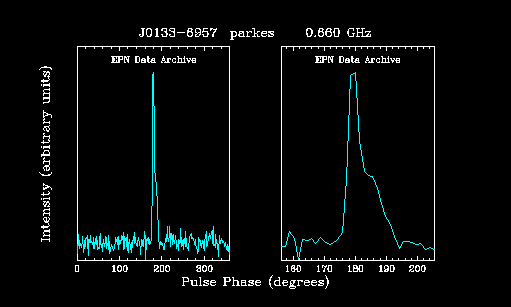 J0133-6957 parkes 0.660 GHz
EPN Data Archive EPN Data Archive
Intensity (arbitrary units)
0 100 200 300 160 170 180 190 200
Pulse Phase (degrees)